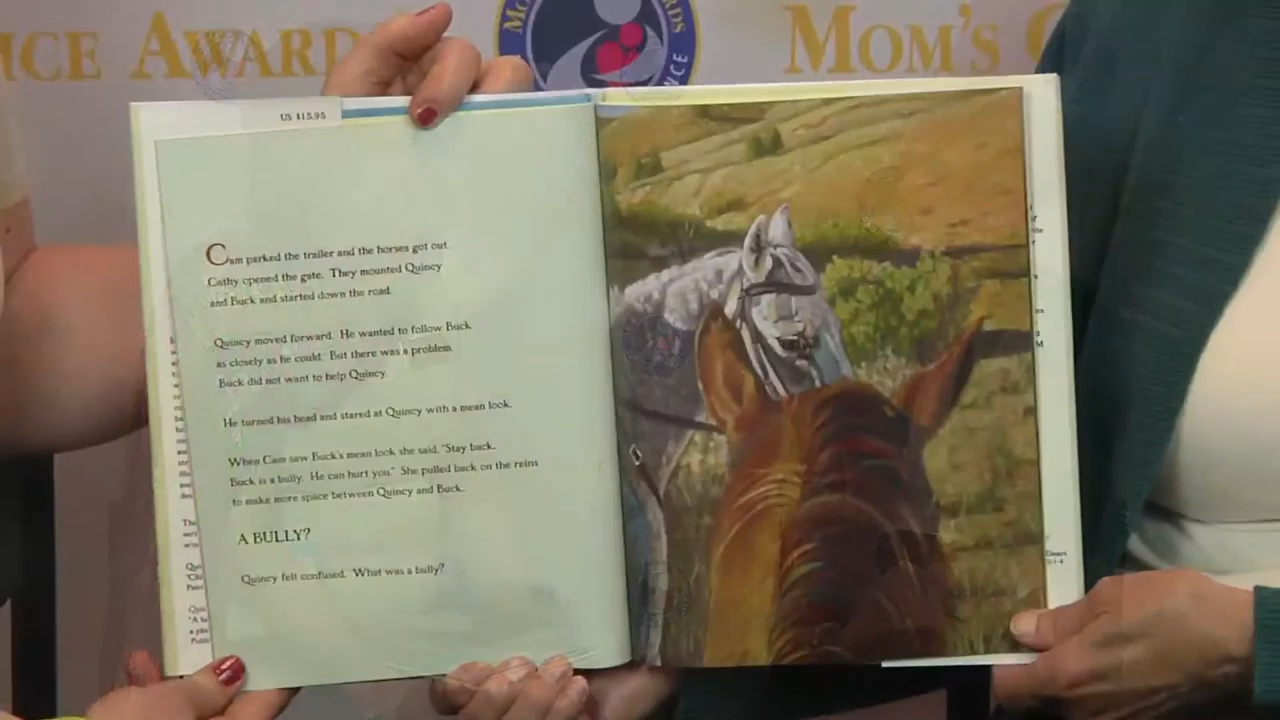 NCE AWARDS
MOM'S C
US $15.95
Cam parked the trailer and the horses got out.
Cathy opened the gate. They mounted Quincy
and Buck and started down the road.
Quincy moved forward. He wanted to follow Buck
as closely as he could. But there was a problem.
Buck did not want to help Quincy.
He turned his head and stared at Quincy with a mean look.
When Cam saw Buck's mean look she said, "Stay back.
Buck is a bully. He can hurt you." She pulled back on the reins
to make more space between Quincy and Buck.
A BULLY?
Quincy felt confused. What was a bully?